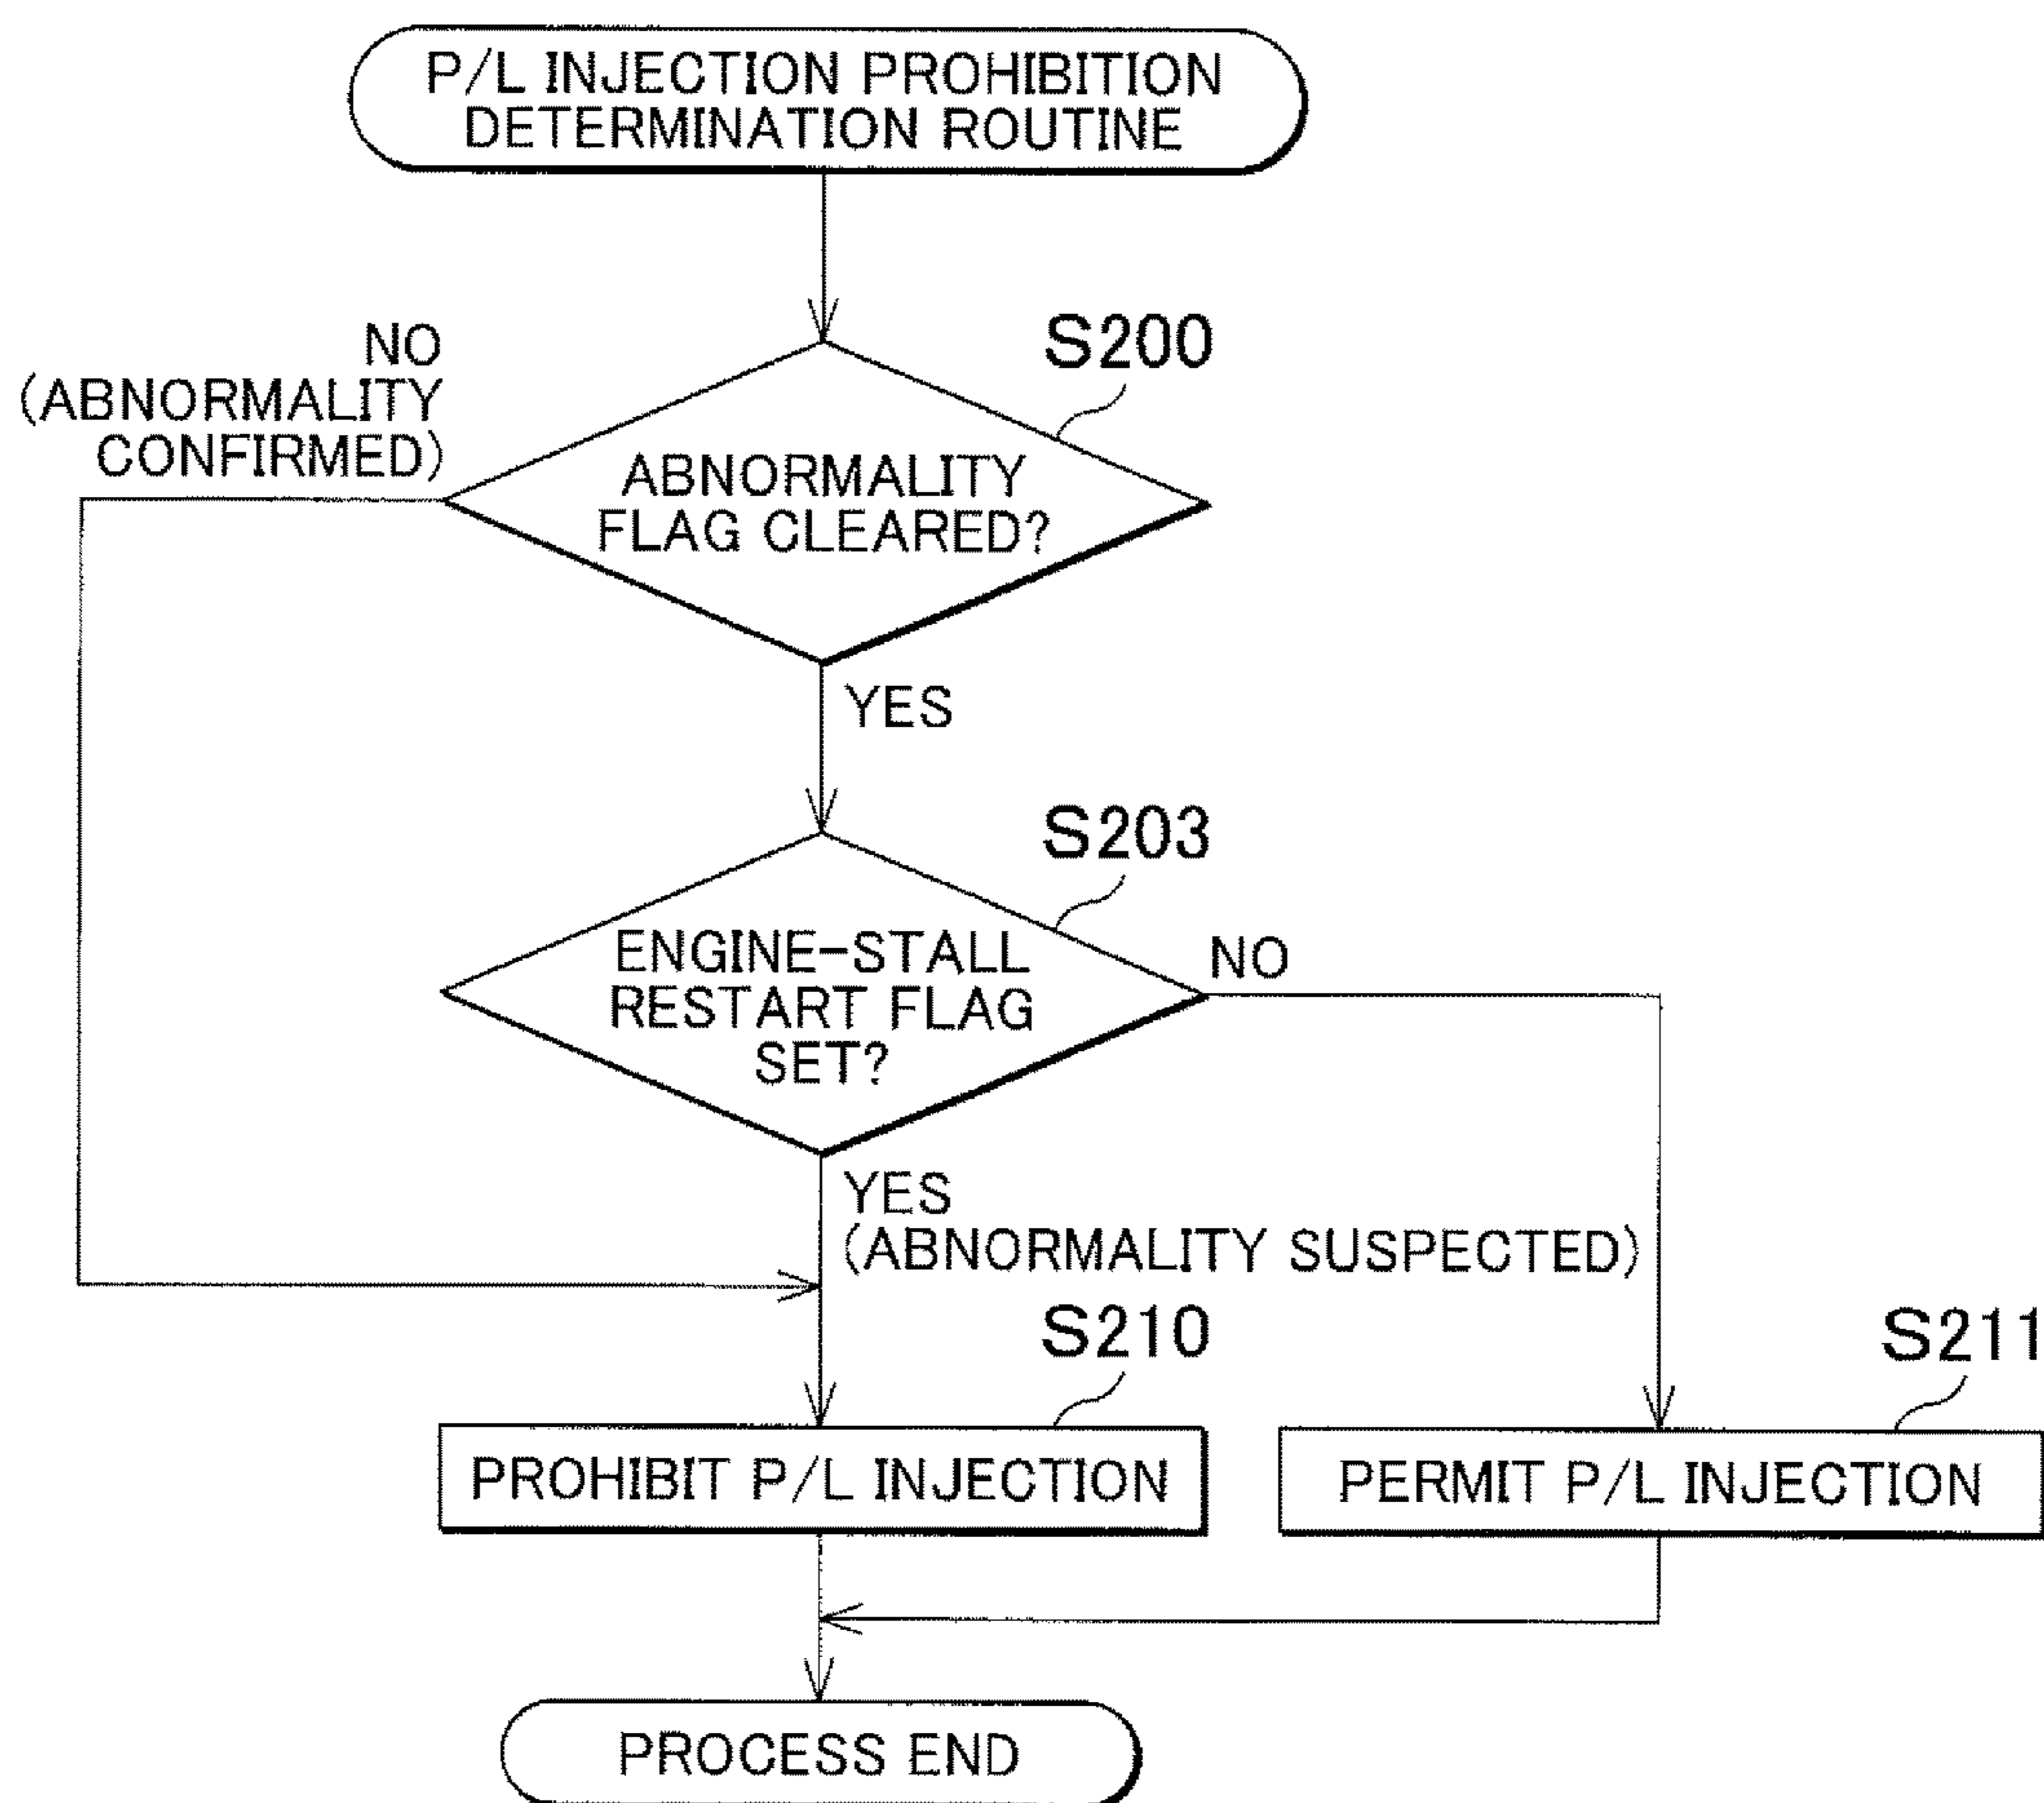 P/L INJECTION PROHIBITION
DETERMINATION ROUTINE
S200
NO
(ABNORMALITY
CONFIRMED)
ABNORMALITY
FLAG CLEARED?
YES
S203
ENGINE-STALL
RESTART FLAG
SET?
NO
YES
(ABNORMALITY SUSPECTED)
S210
S211
PROHIBIT P/L INJECTION
PERMIT P/L INJECTION
PROCESS END